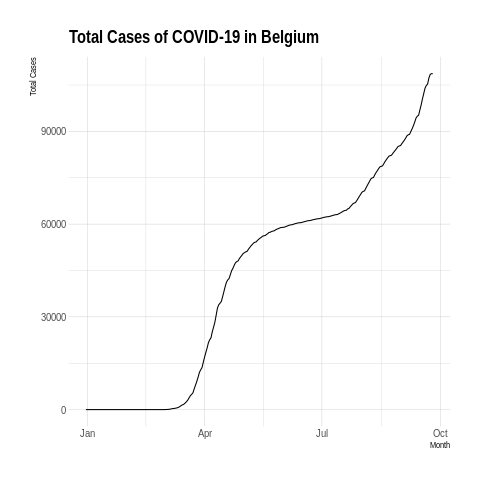 Total Cases of COVID-19 in Belgium
Total Cases
90000
60000
30000
0
Jan Apr Jul Oct
Month